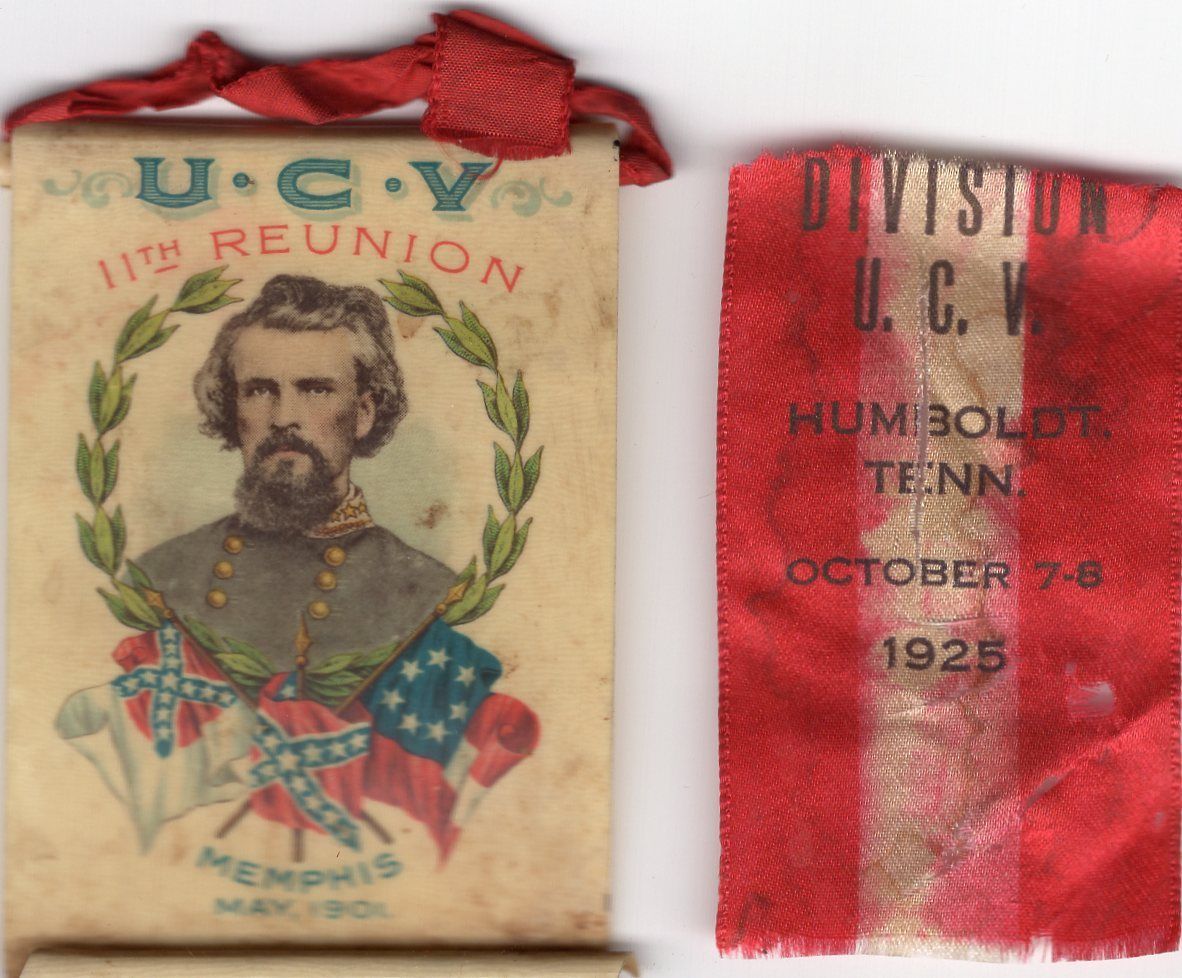 U·C·V
11TH REUNION
MEMPHIS
MAY, 1901.
DIVISION
U. C. V.
HUMBOLDT,
TENN.
OCTOBER 7-8
1925